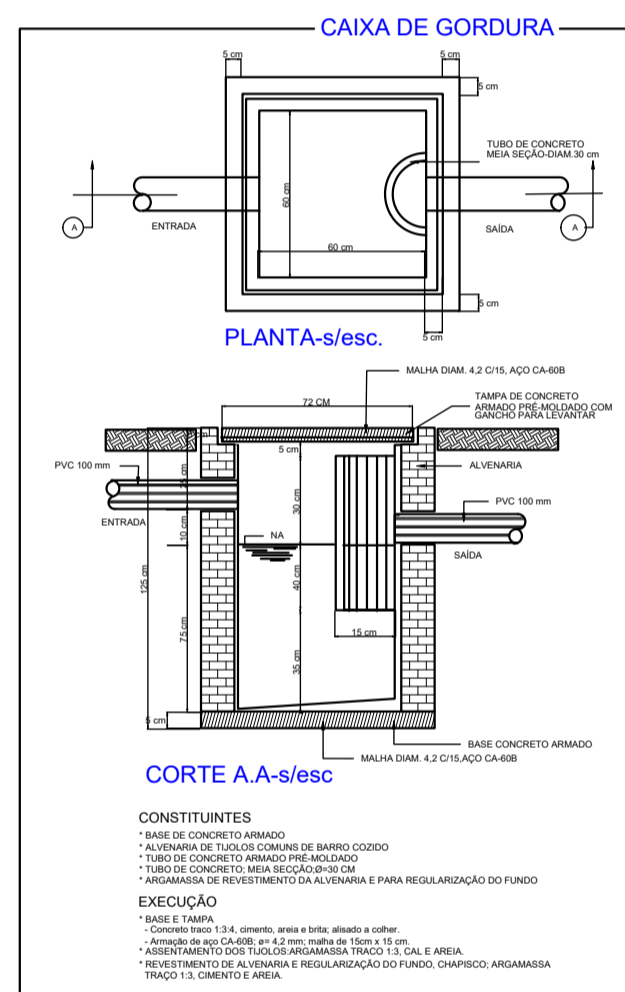 CAIXA DE GORDURA
5 cm
5 cm
5 cm
TUBO DE CONCRETO
MEIA SEÇÃO-DIAM.30 cm
60 cm
A
A
ENTRADA
SAÍDA
60 cm
5 cm
5 cm
PLANTA-s/esc.
MALHA DIAM. 4,2 C/15, AÇO CA-60B
72 CM
TAMPA DE CONCRETO
ARMADO PRÉ-MOLDADO COM
GANCHO PARA LEVANTAR
5 cm
ALVENARIA
PVC 100 mm
30 cm
PVC 100 mm
ENTRADA
10 cm
NA
SAÍDA
125 cm
40 cm
75 cm
15 cm
35 cm
5 cm
BASE CONCRETO ARMADO
MALHA DIAM. 4,2 C/15,AÇO CA-60B
CORTE A.A-s/esc
CONSTITUINTES
* BASE DE CONCRETO ARMADO
* ALVENARIA DE TIJOLOS COMUNS DE BARRO COZIDO
* TUBO DE CONCRETO ARMADO PRÉ-MOLDADO
* TUBO DE CONCRETO; MEIA SECÇÃO;Ø=30 CM
* ARGAMASSA DE REVESTIMENTO DA ALVENARIA E PARA REGULARIZAÇÃO DO FUNDO
EXECUÇÃO
* BASE E TAMPA
- Concreto traco 1:3:4, cimento, areia e brita; alisado a colher.
- Armação de aço CA-60B; ø= 4,2 mm; malha de 15cm x 15 cm.
* ASSENTAMENTO DOS TIJOLOS:ARGAMASSA TRACO 1:3, CAL E AREIA.
* REVESTIMENTO DE ALVENARIA E REGULARIZAÇÃO DO FUNDO, CHAPISCO; ARGAMASSA
TRAÇO 1:3, CIMENTO E AREIA.